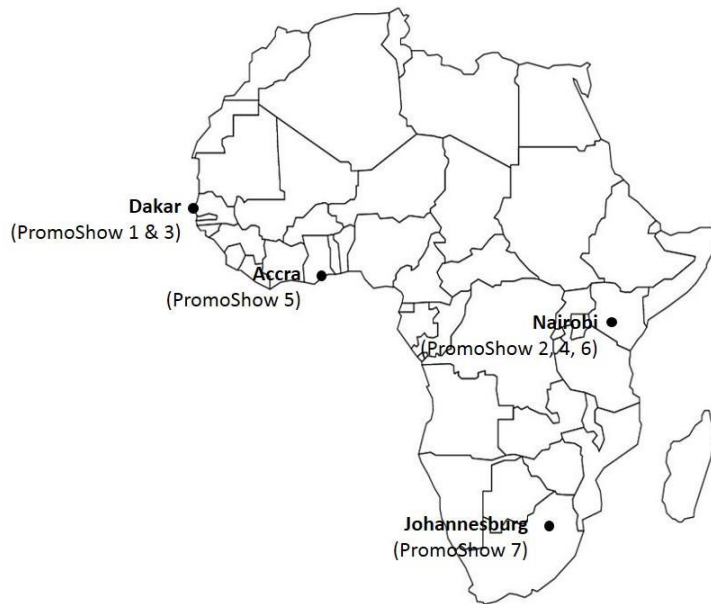 Dakar
(PromoShow 1 & 3)
Accra
(PromoShow 5)
Nairobi
(PromoShow 2, 4, 6)
Johannesburg
(PromoShow 7)